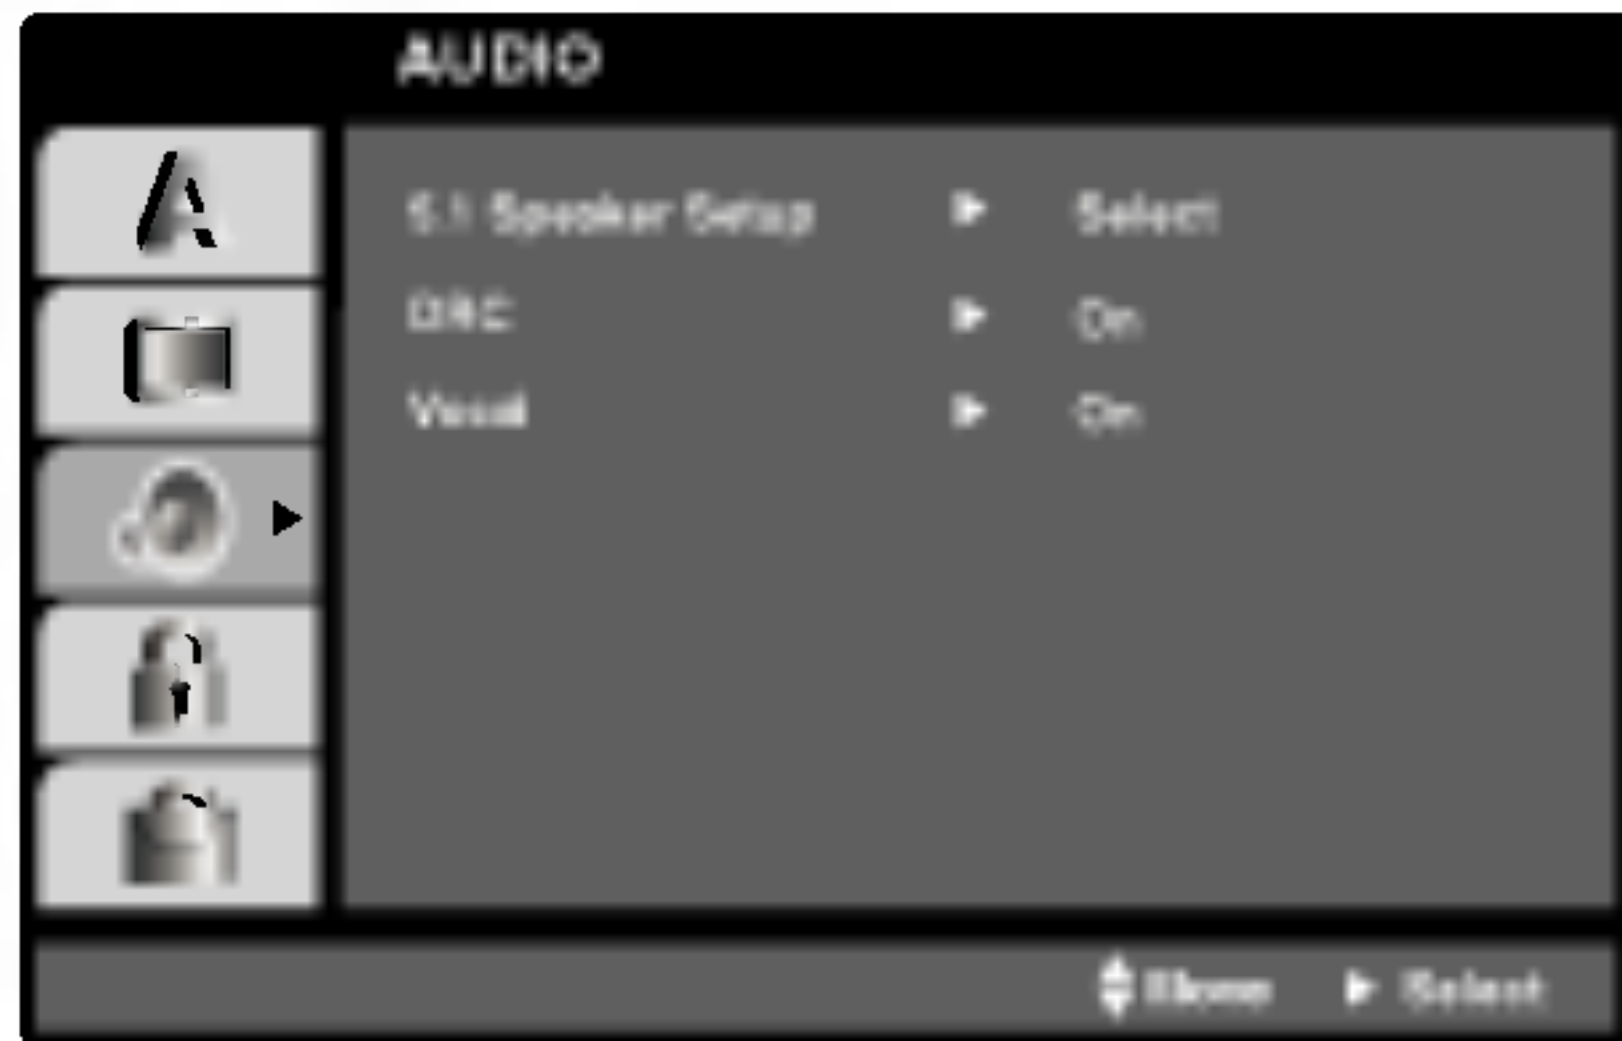 AUDIO
A
5.1 Speaker Setup ► Select
DRC ► On
Vocal ► On
Move ► Select